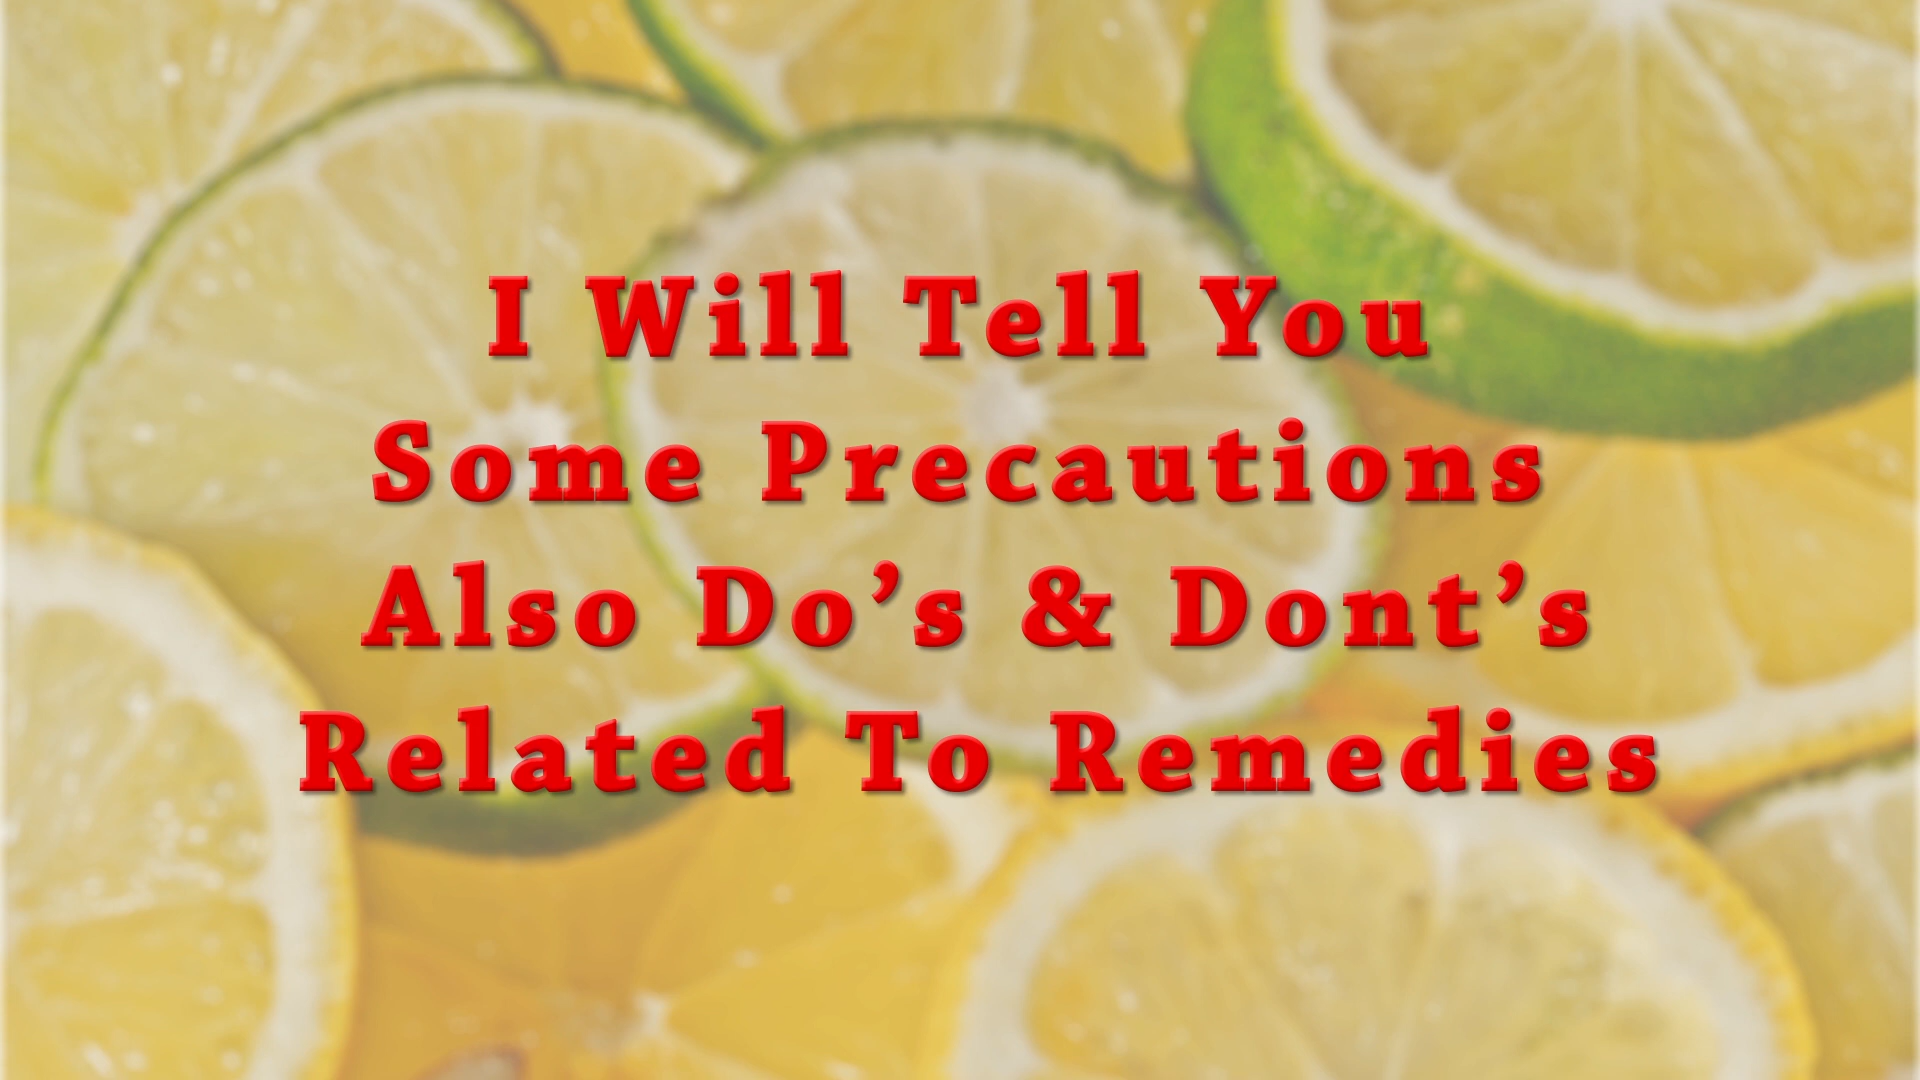 I Will Tell You
Some Precautions
Also Do’s & Dont’s
Related To Remedies